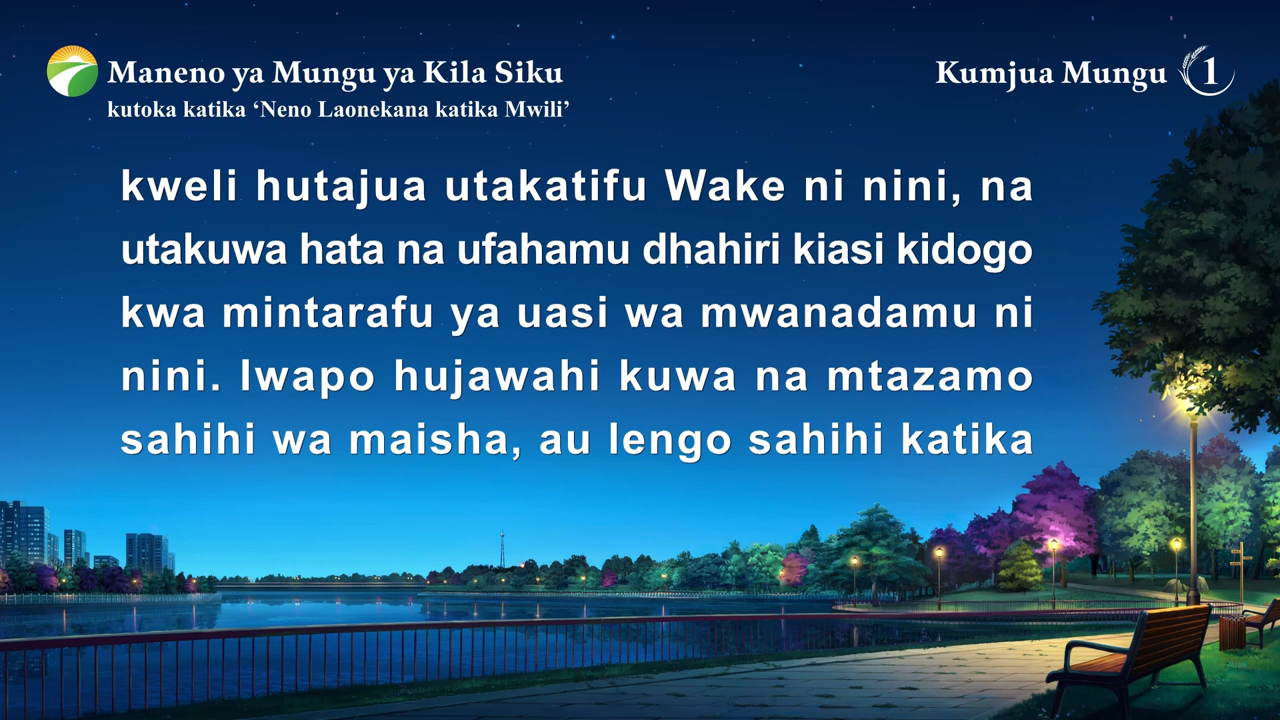 Maneno ya Mungu ya Kila Siku
kutoka katika ‘Neno Laonekana katika Mwili’
Kumjua Mungu 1
kweli hutajua utakatifu Wake ni nini, na
utakuwa hata na ufahamu dhahiri kiasi kidogo
kwa mintarafu ya uasi wa mwanadamu ni
nini. Iwapo hujawahi kuwa na mtazamo
sahihi wa maisha, au lengo sahihi katika